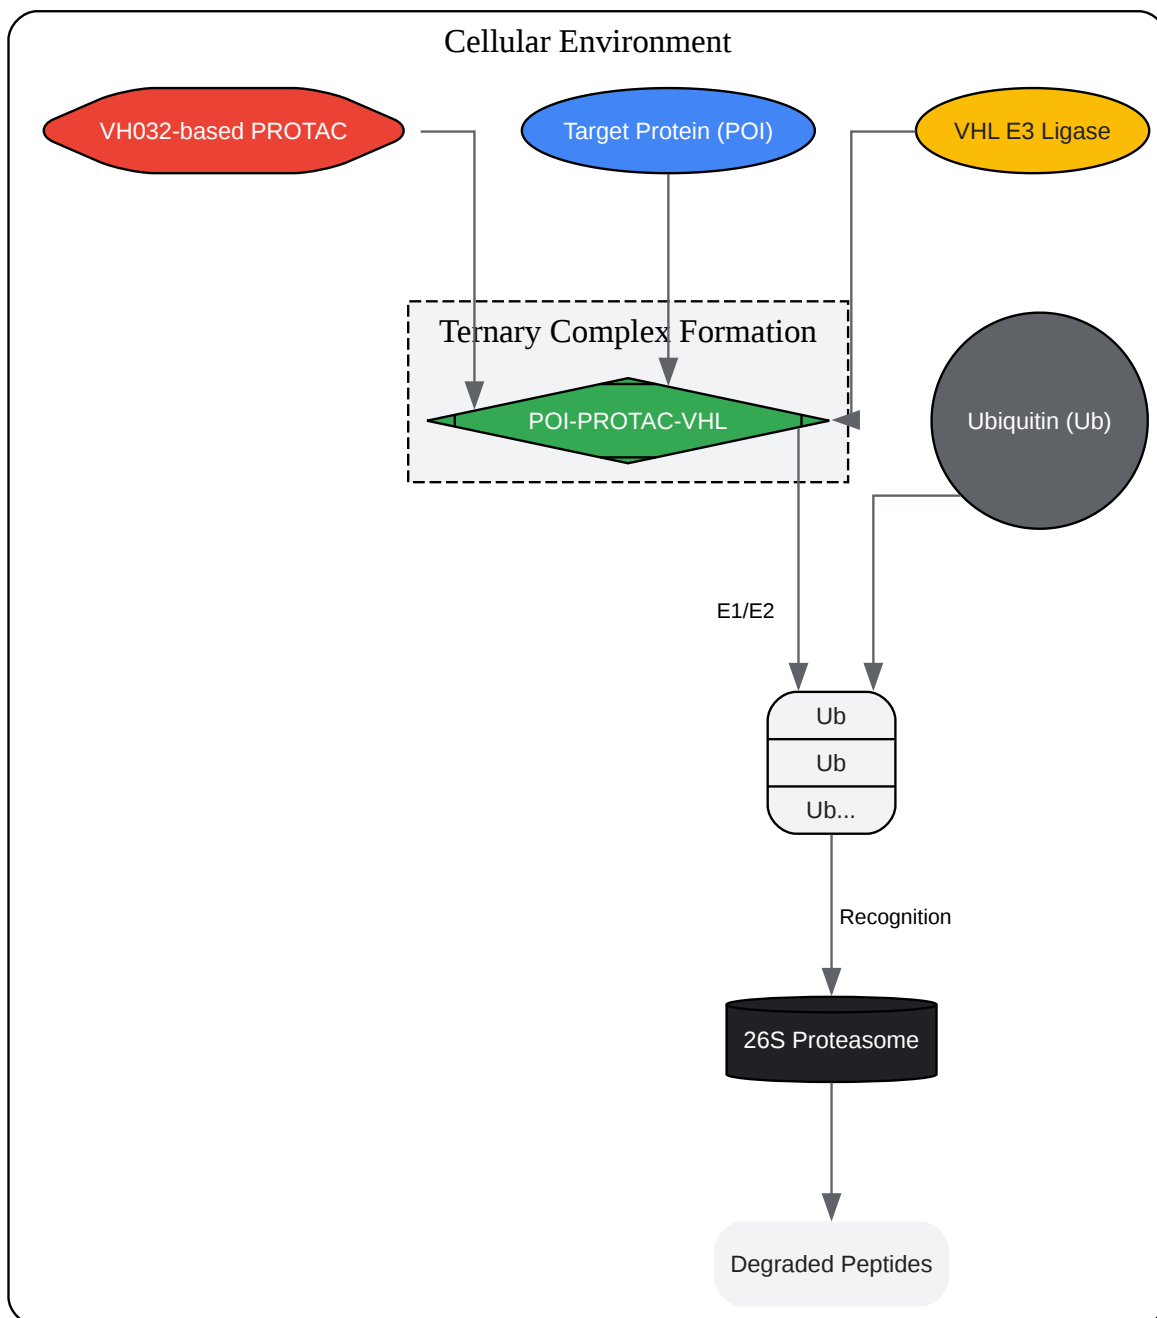 Cellular Environment
VH032-based PROTAC
Target Protein (POI)
VHL E3 Ligase
Ternary Complex Formation
POI-PROTAC-VHL
Ubiquitin (Ub)
E1/E2
Ub
Ub
Ub...
Recognition
26S Proteasome
Degraded Peptides